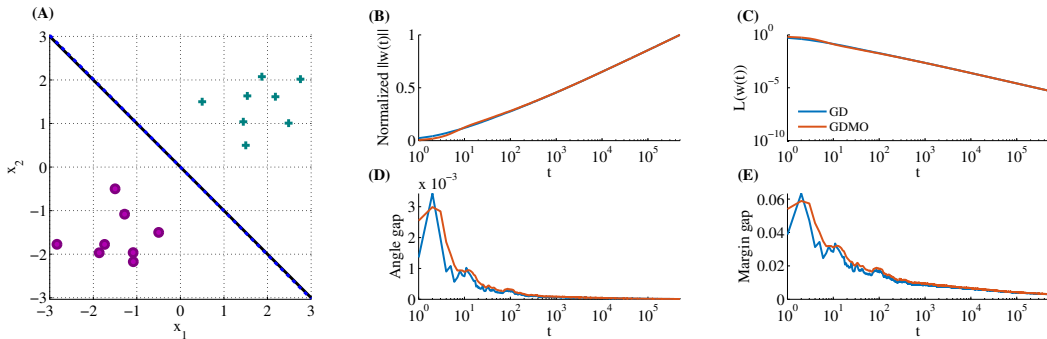 (A)
3
2
1
0
−1
−2
−3
−3 −2 −1 0 1 2 3
x1
x2
(B)
1
0.5
0
10^0 10^1 10^2 10^3 10^4 10^5
t
Normalized ||w(t)||
(C)
10^0
10^−5
10^−10
GD
GDMO
10^0 10^1 10^2 10^3 10^4 10^5
t
L(w(t))
(D)
x 10^−3
3
2
1
0
10^0 10^1 10^2 10^3 10^4 10^5
t
Angle gap
(E)
0.06
0.04
0.02
0
10^0 10^1 10^2 10^3 10^4 10^5
t
Margin gap